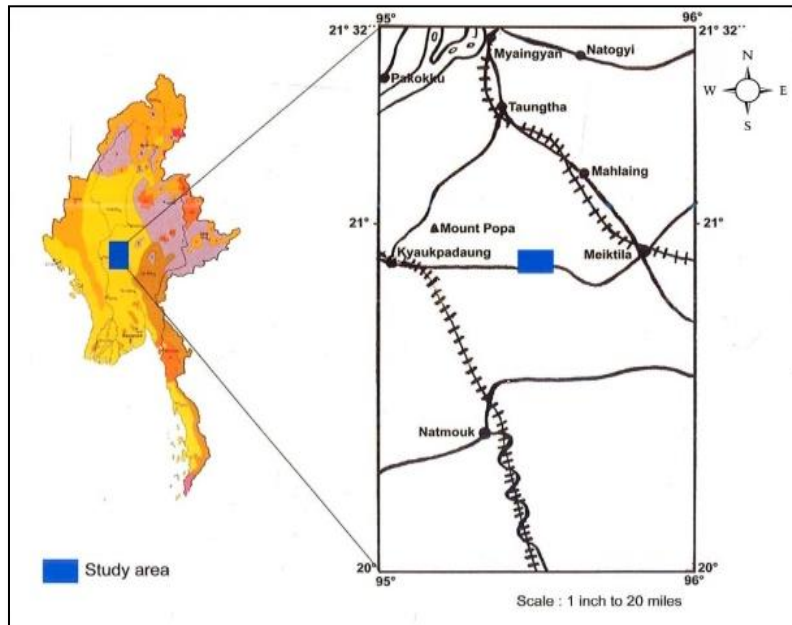 95°
96°
21° 32¨
21° 32¨
Myaingyan
Natogyi
Pakokku
N
W E
S
Taungtha
Mahlaing
21°
21°
Mount Popa
Kyaukpadaung
Meiktila
Natmouk
20°
20°
95°
96°
Study area
Scale : 1 inch to 20 miles